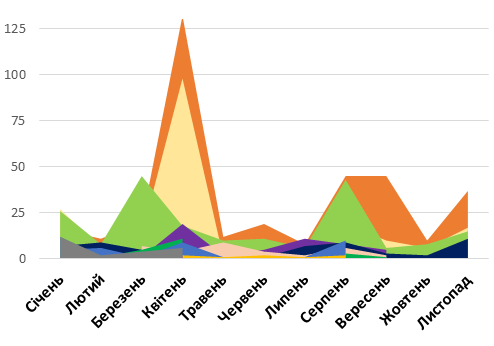 125
100
75
50
25
0
Січень
Лютий
Березень
Квітень
Травень
Червень
Липень
Серпень
Вересень
Жовтень
Листопад